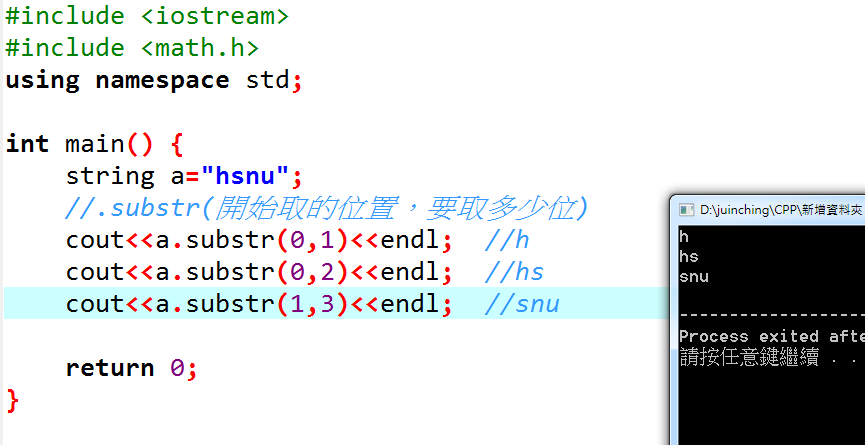 #include <iostream>
#include <math.h>
using namespace std;
int main() {
string a="hsnu";
//.substr(開始取的位置，要取多少位)
cout<<a.substr(0,1)<<endl;  //h
cout<<a.substr(0,2)<<endl;  //hs
cout<<a.substr(1,3)<<endl;  //snu
return 0;
}
D:\juinching\CPP\新增資料夾
h
hs
snu
--------------------
Process exited afte
請按任意鍵繼續 . .